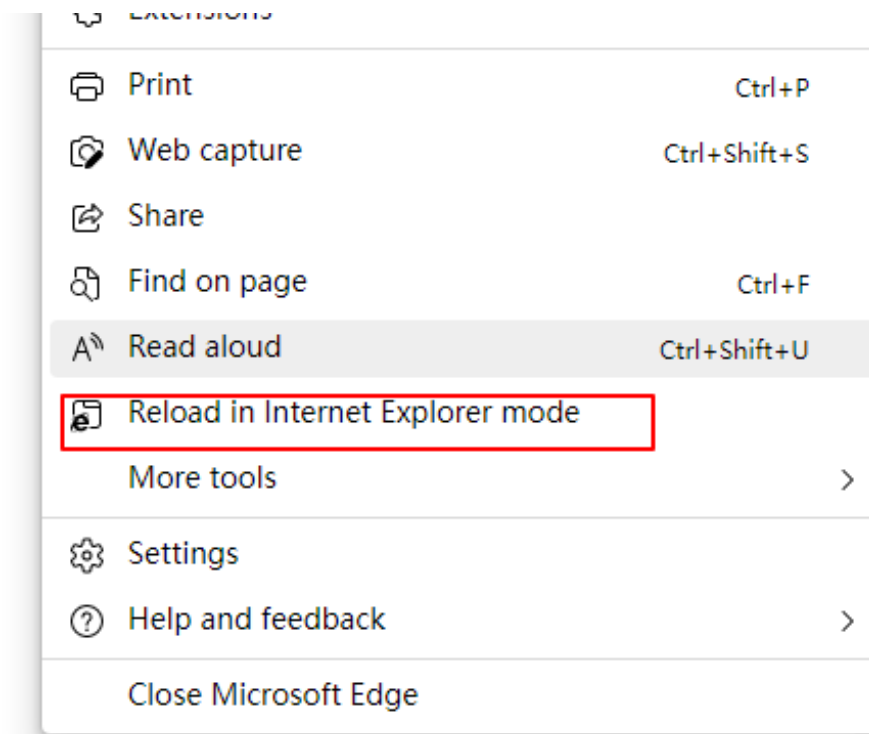 Extensions
Print Ctrl+P
Web capture Ctrl+Shift+S
Share
Find on page Ctrl+F
Read aloud Ctrl+Shift+U
Reload in Internet Explorer mode
More tools
Settings
Help and feedback
Close Microsoft Edge